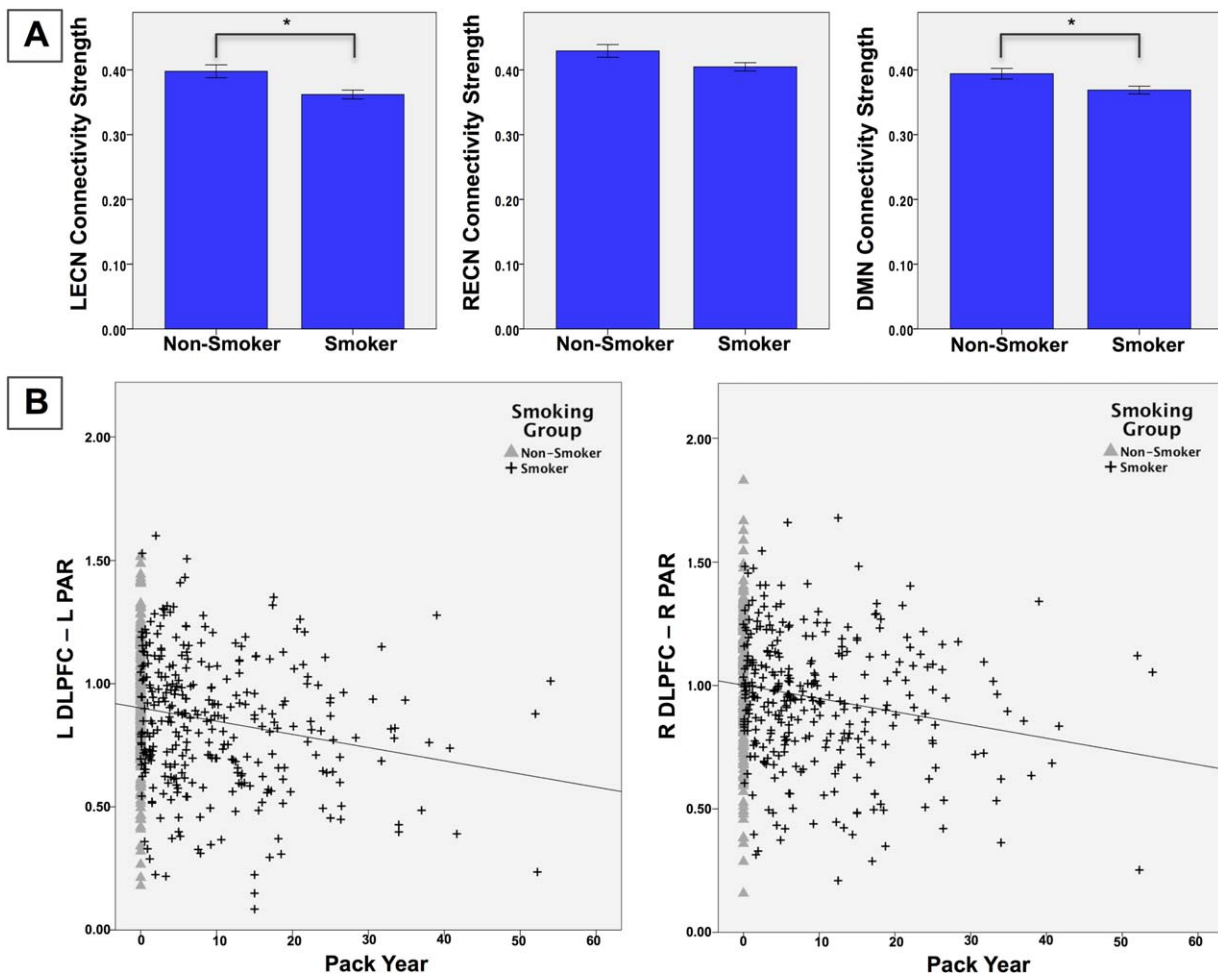 A
LECN Connectivity Strength
0.40
0.30
0.20
0.10
0.00
*
Non-Smoker Smoker
RECN Connectivity Strength
0.40
0.30
0.20
0.10
0.00
Non-Smoker Smoker
DMN Connectivity Strength
0.40
0.30
0.20
0.10
0.00
*
Non-Smoker Smoker
B
L DLPFC – L PAR
2.00
1.50
1.00
0.50
0.00
Smoking
Group
Non-Smoker
Smoker
0 10 20 30 40 50 60
Pack Year
R DLPFC – R PAR
2.00
1.50
1.00
0.50
0.00
Smoking
Group
Non-Smoker
Smoker
0 10 20 30 40 50 60
Pack Year